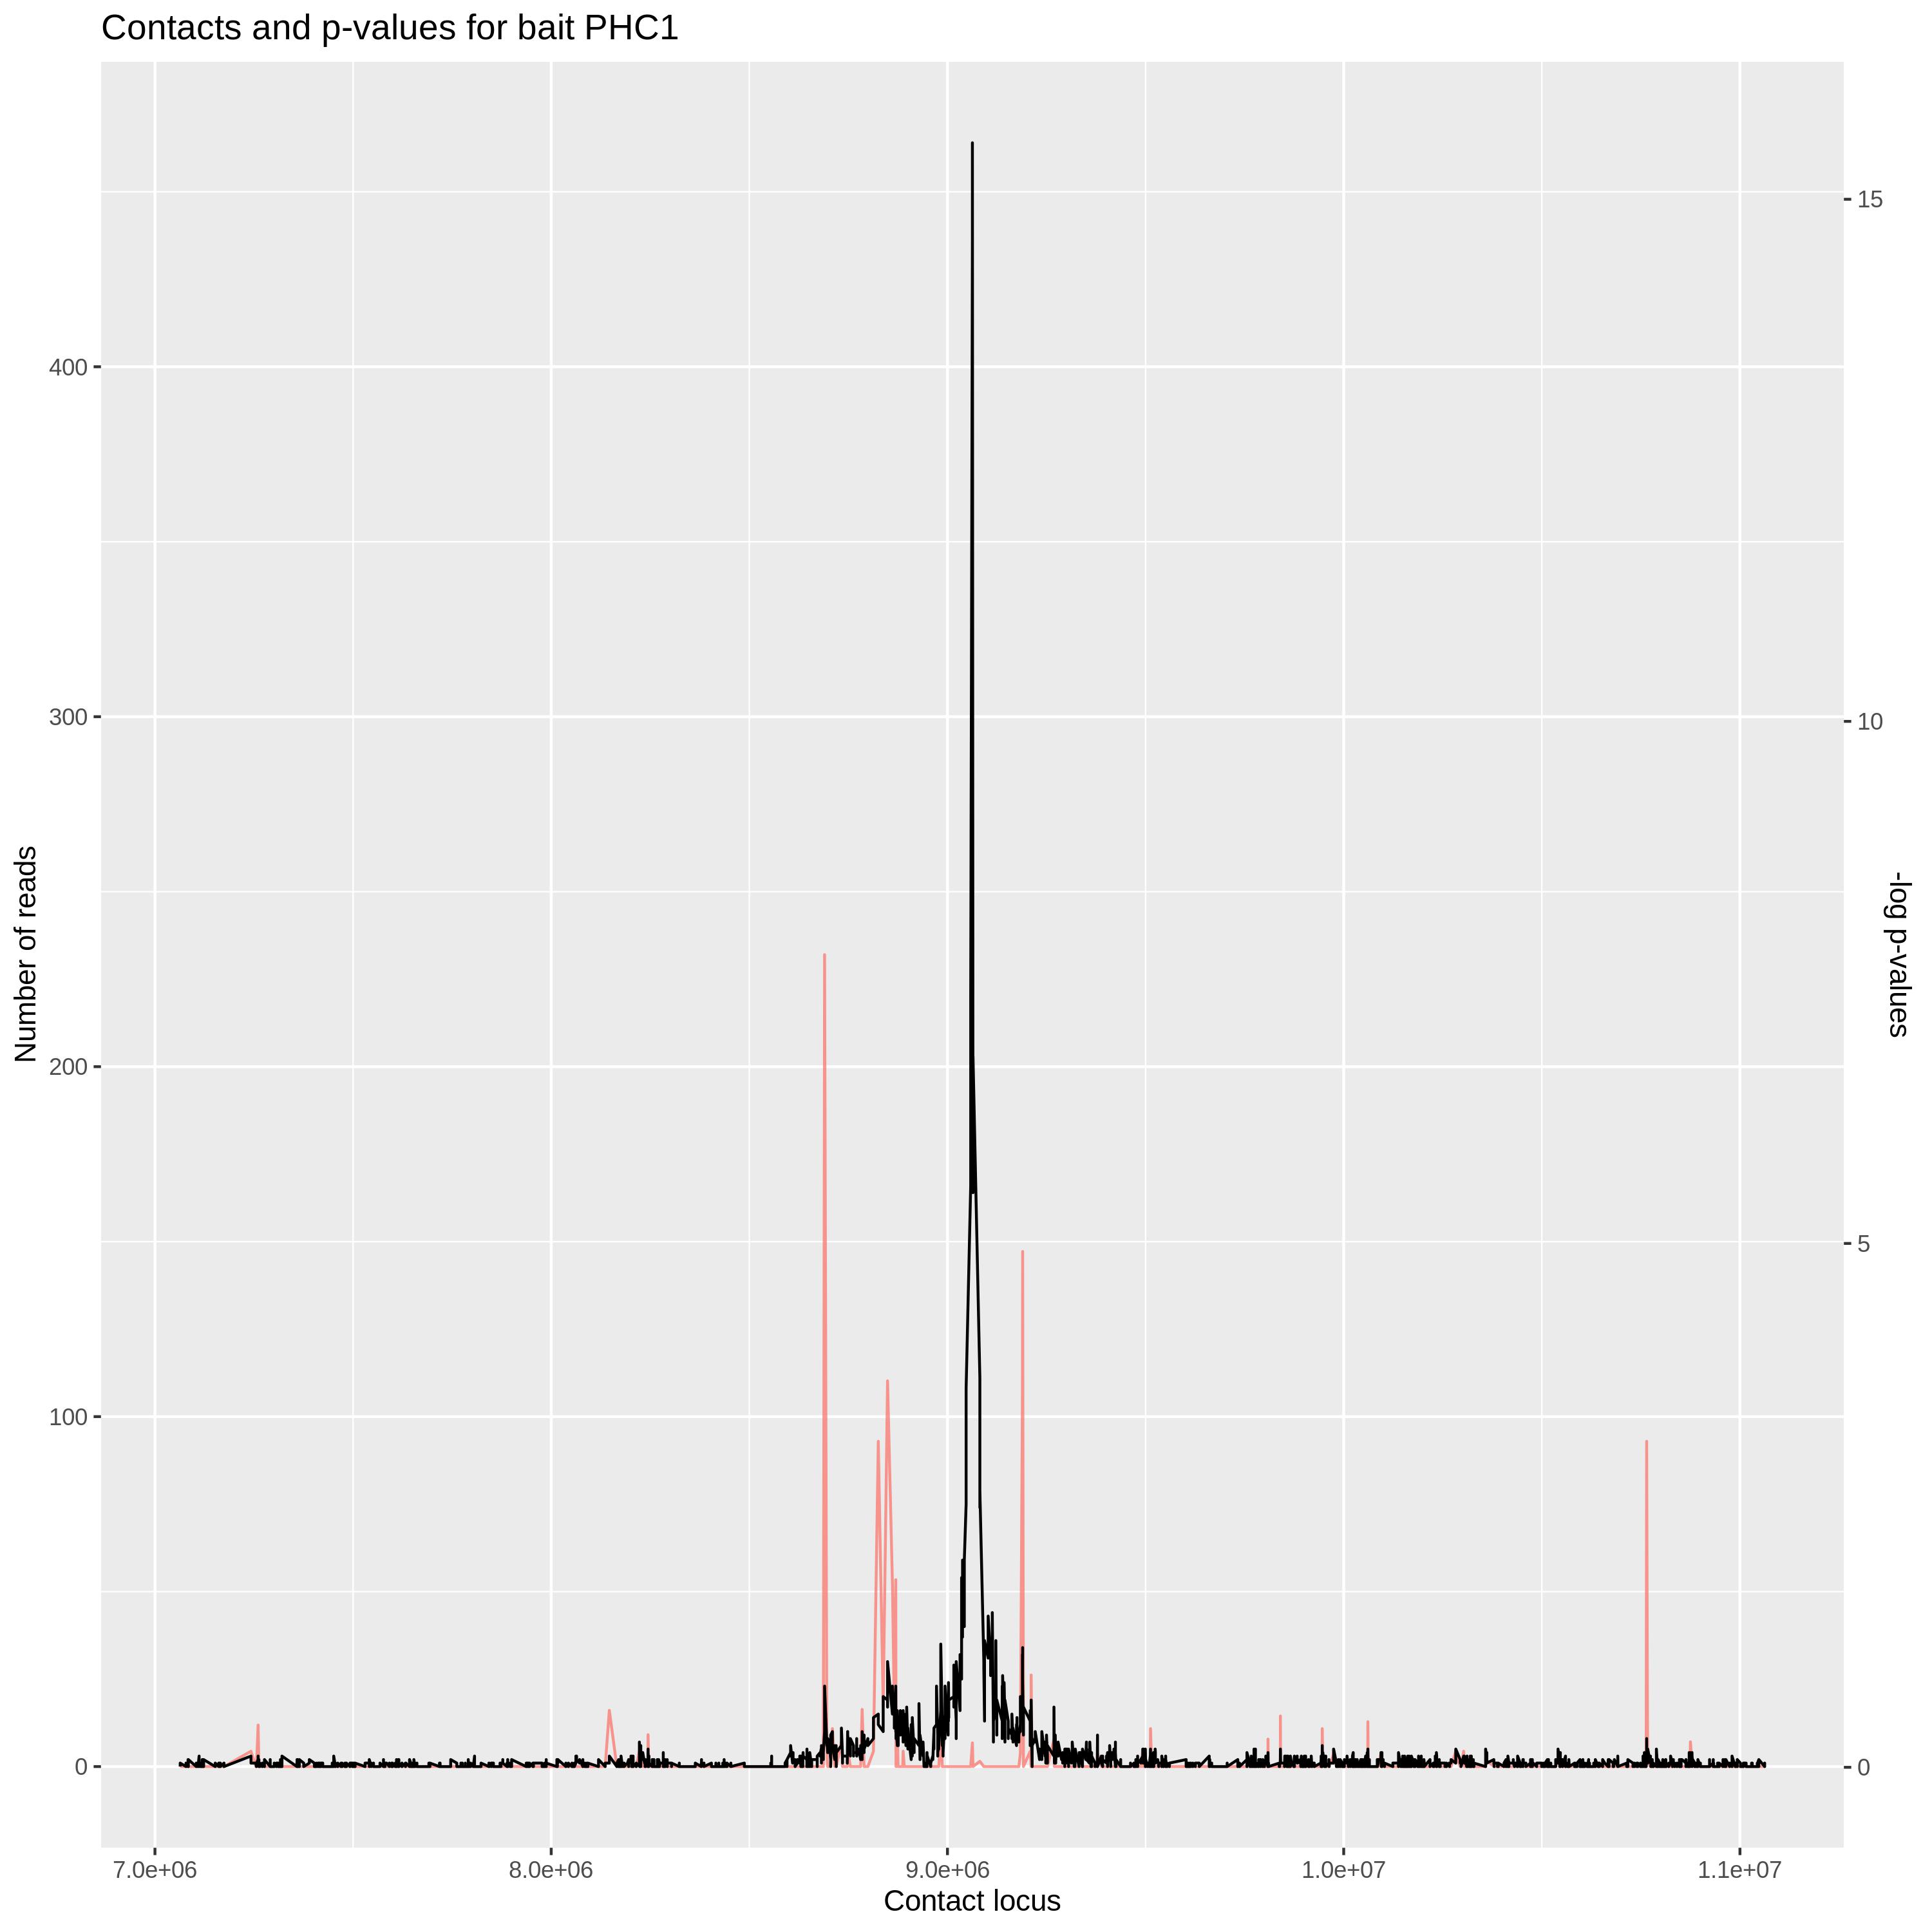 Contacts and p-values for bait PHC1
Number of reads
400
300
200
100
0
15
10
5
0
-log p-values
7.0e+06
8.0e+06
9.0e+06
1.0e+07
1.1e+07
Contact locus